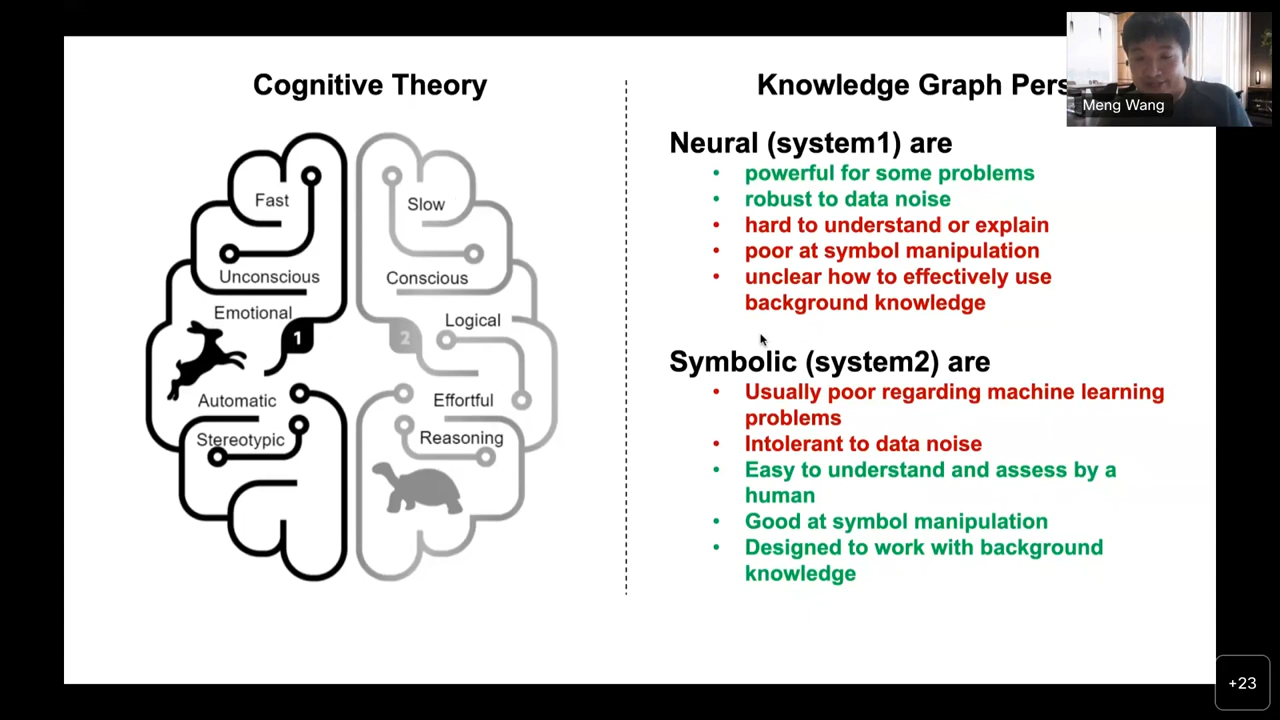 Cognitive Theory
Fast
Slow
Unconscious
Conscious
Emotional
Logical
1
2
Automatic
Effortful
Stereotypic
Reasoning
Knowledge Graph Pers
Neural (system1) are
• powerful for some problems
• robust to data noise
• hard to understand or explain
• poor at symbol manipulation
• unclear how to effectively use
background knowledge
Symbolic (system2) are
• Usually poor regarding machine learning
problems
• Intolerant to data noise
• Easy to understand and assess by a
human
• Good at symbol manipulation
• Designed to work with background
knowledge
Meng Wang
+23